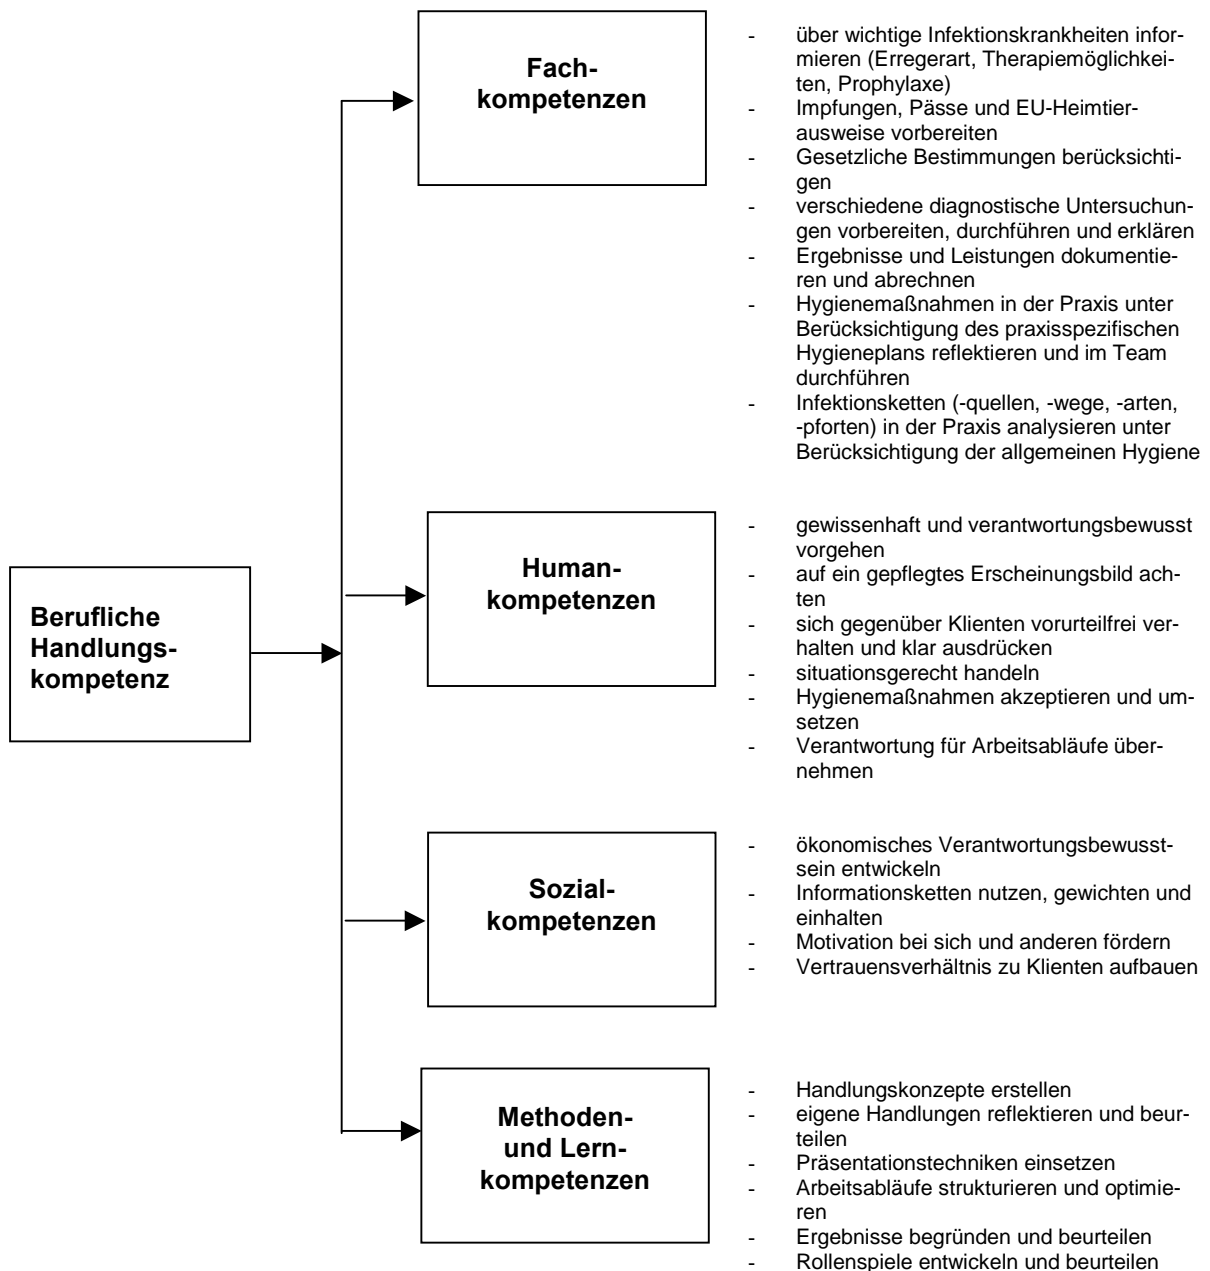 Fach-
kompetenzen
- über wichtige Infektionskrankheiten infor-
mieren (Erregerart, Therapiemöglichkei-
ten, Prophylaxe)
- Impfungen, Pässe und EU-Heimtier-
ausweise vorbereiten
- Gesetzliche Bestimmungen berücksichti-
gen
- verschiedene diagnostische Untersuchun-
gen vorbereiten, durchführen und erklären
- Ergebnisse und Leistungen dokumentie-
ren und abrechnen
- Hygienemaßnahmen in der Praxis unter
Berücksichtigung des praxisspezifischen
Hygieneplans reflektieren und im Team
durchführen
- Infektionsketten (-quellen, -wege, -arten,
-pforten) in der Praxis analysieren unter
Berücksichtigung der allgemeinen Hygiene
Berufliche
Handlungs-
kompetenz
Human-
kompetenzen
- gewissenhaft und verantwortungsbewusst
vorgehen
- auf ein gepflegtes Erscheinungsbild ach-
ten
- sich gegenüber Klienten vorurteilfrei ver-
halten und klar ausdrücken
- situationsgerecht handeln
- Hygienemaßnahmen akzeptieren und um-
setzen
- Verantwortung für Arbeitsabläufe über-
nehmen
Sozial-
kompetenzen
- ökonomisches Verantwortungsbewusst-
sein entwickeln
- Informationsketten nutzen, gewichten und
einhalten
- Motivation bei sich und anderen fördern
- Vertrauensverhältnis zu Klienten aufbauen
Methoden-
und Lern-
kompetenzen
- Handlungskonzepte erstellen
- eigene Handlungen reflektieren und beur-
teilen
- Präsentationstechniken einsetzen
- Arbeitsabläufe strukturieren und optimie-
ren
- Ergebnisse begründen und beurteilen
- Rollenspiele entwickeln und beurteilen